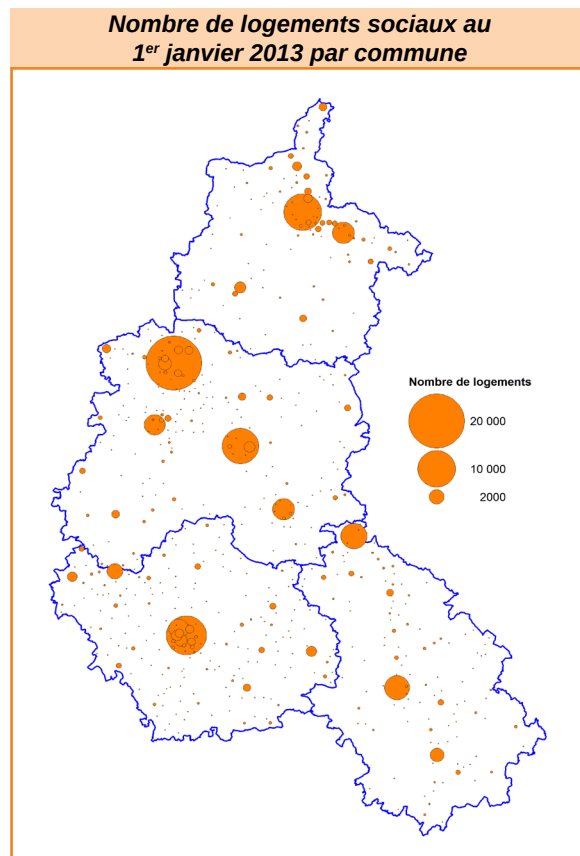 Nombre de logements sociaux au
1er janvier 2013 par commune
Nombre de logements
20 000
10 000
2000